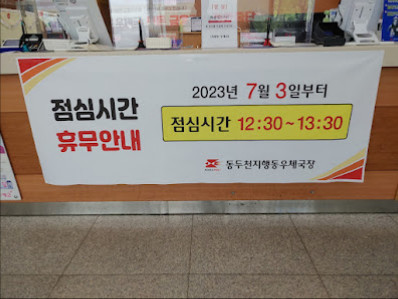 점심시간
휴무안내
2023년 7월 3일부터
점심시간 12:30~13:30
동두천지행동우체국장